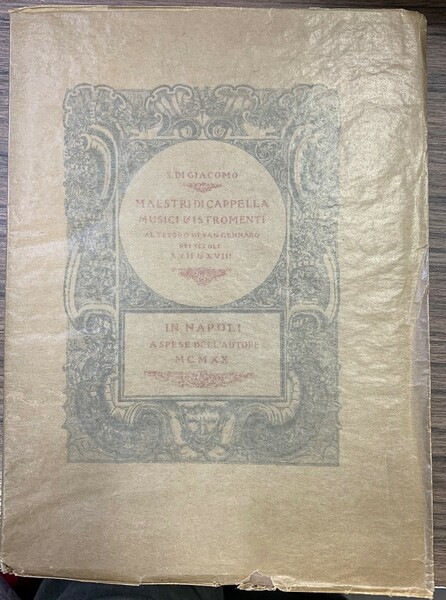 S. DI GIACOMO
MAESTRI DI CAPPELLA
MUSICI & ISTROMENTI
AL TESORO DI SAN GENNARO
NEI SECOLI
XVII & XVIII
IN NAPOLI
A SPESE DELL'AUTORE
MCMXX